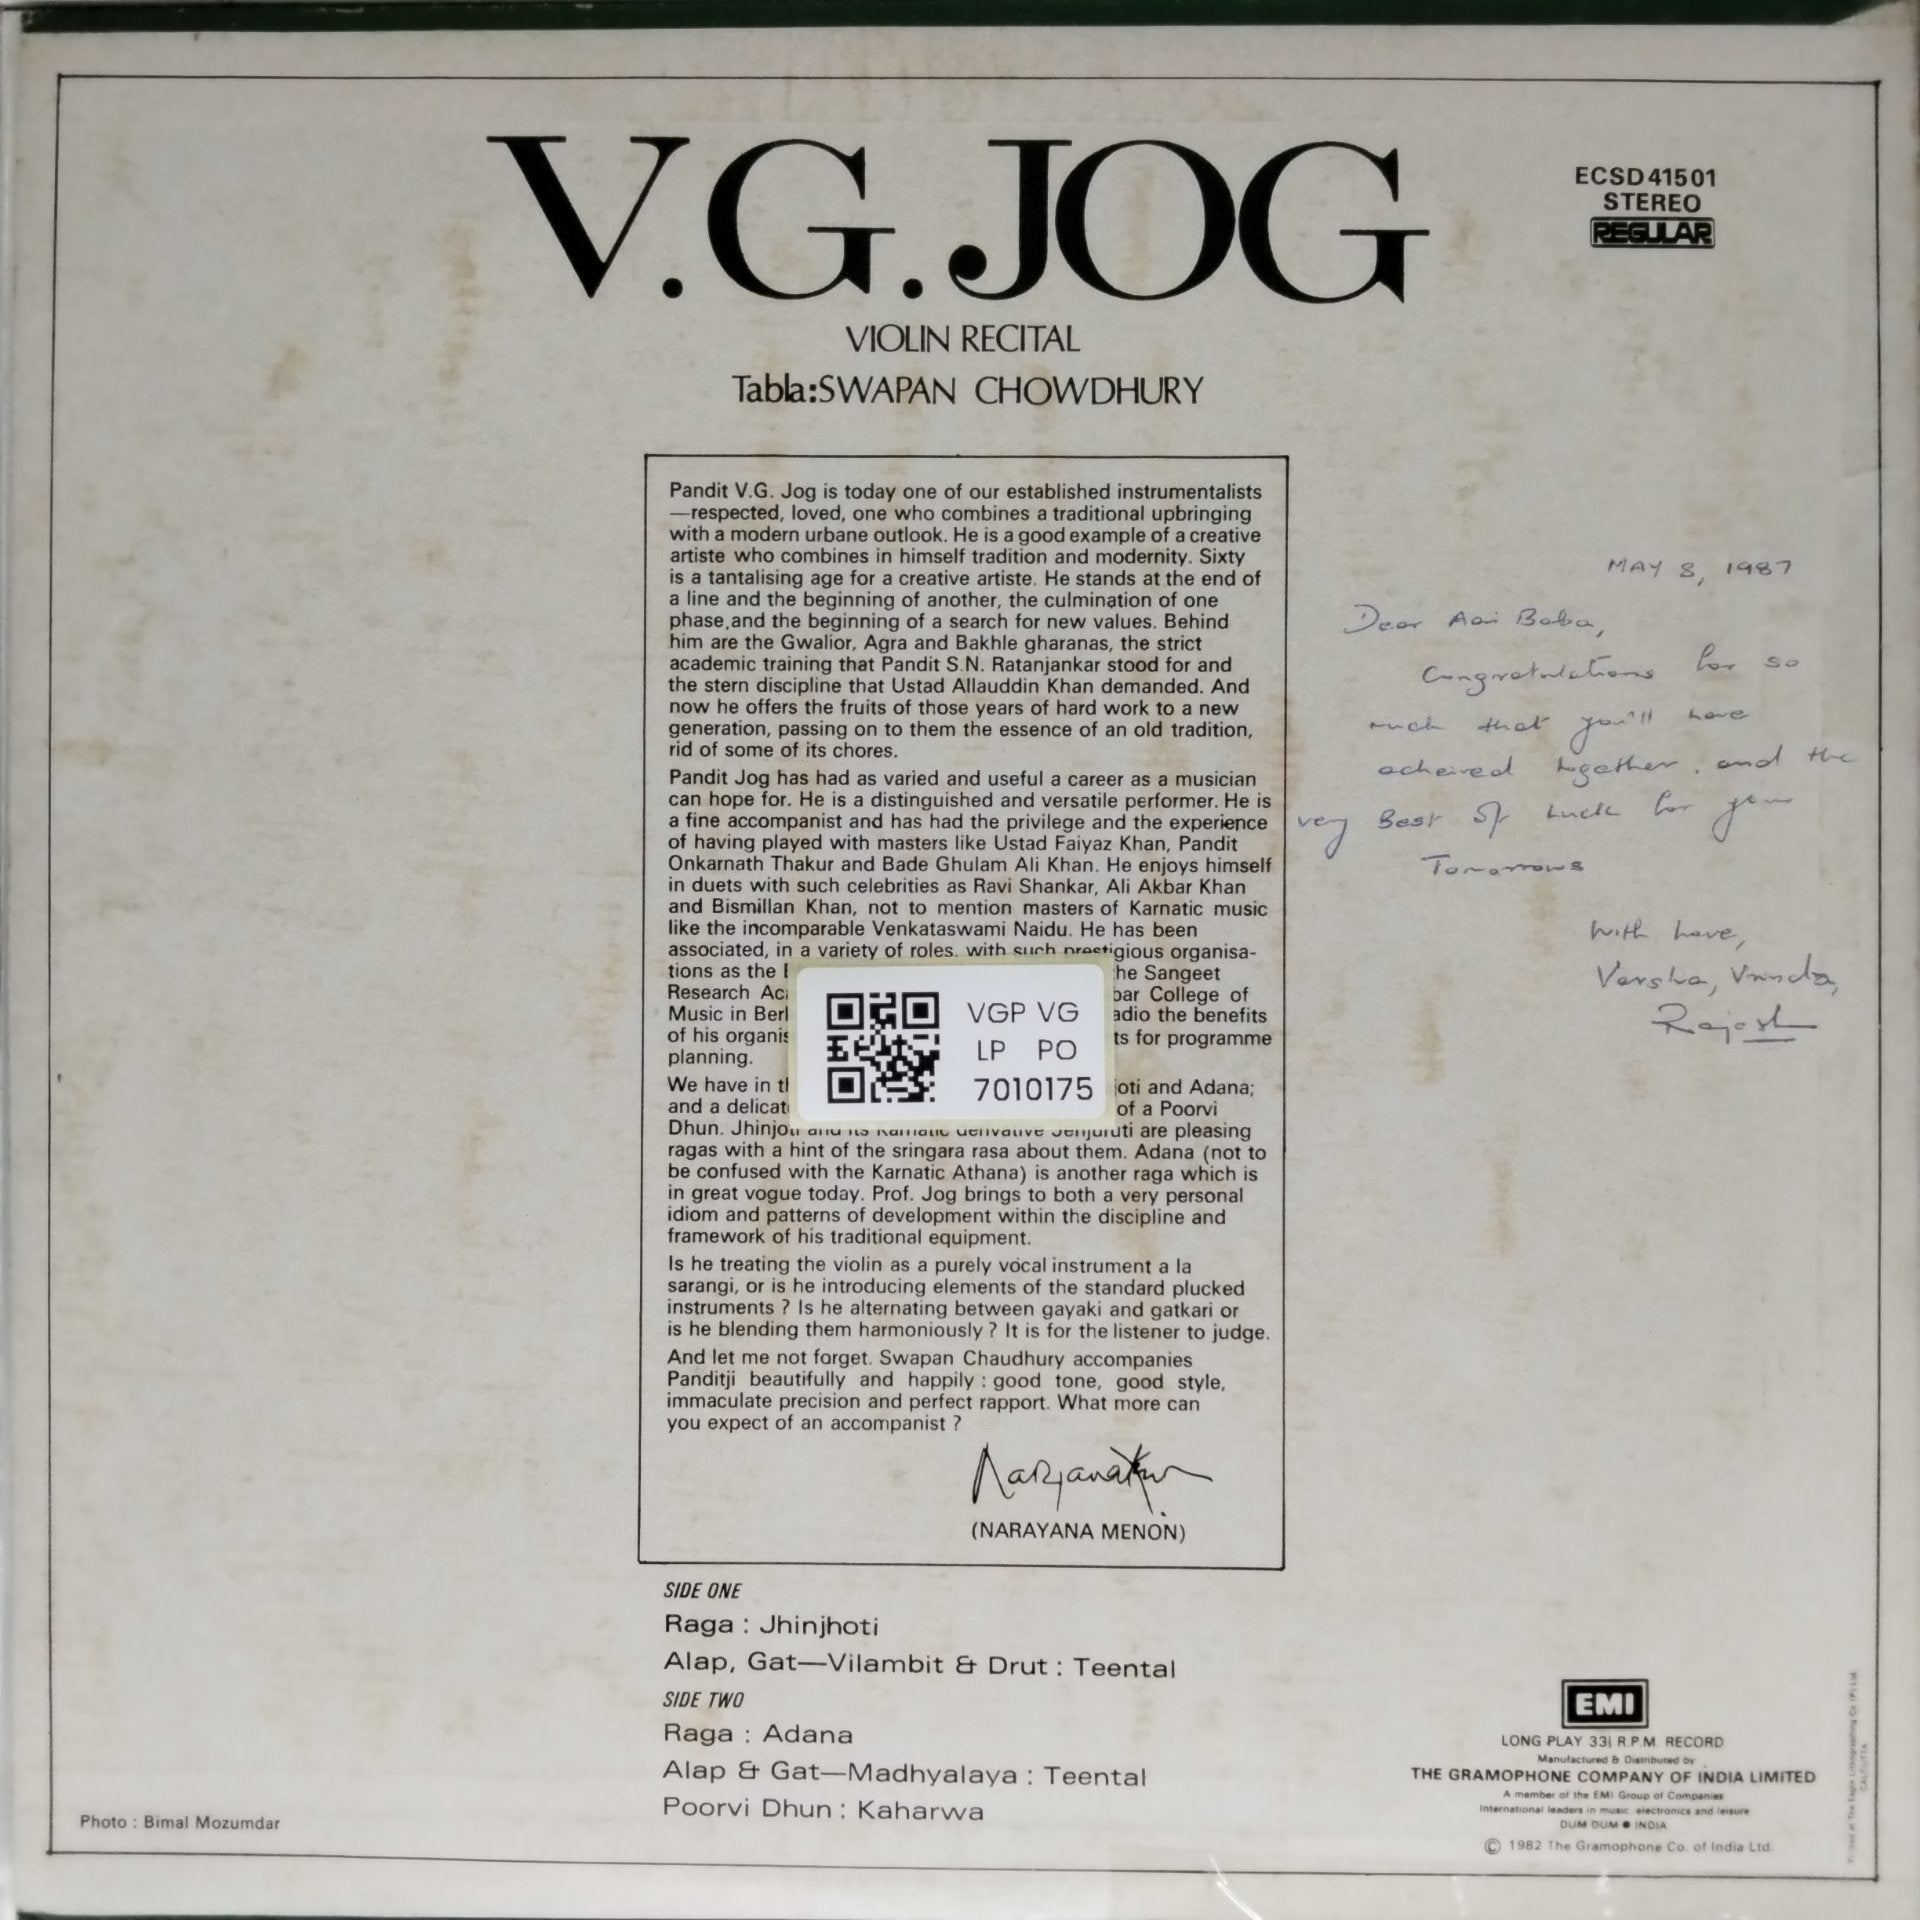 V.G.JOG
ECSD41501
STEREO
REGULAR
VIOLIN RECITAL
Tabla:SWAPAN CHOWDHURY
Pandit V.G. Jog is today one of our established instrumentalists
—respected, loved, one who combines a traditional upbringing
with a modern urbane outlook. He is a good example of a creative
artiste who combines in himself tradition and modernity. Sixty
is a tantalising age for a creative artiste. He stands at the end of
a line and the beginning of another, the culmination of one
phase,and the beginning of a search for new values. Behind
him are the Gwalior, Agra and Bakhle gharanas, the strict
academic training that Pandit S.N. Ratanjankar stood for and
the stern discipline that Ustad Allauddin Khan demanded. And
now he offers the fruits of those years of hard work to a new
generation, passing on to them the essence of an old tradition,
rid of some of its chores.
Pandit Jog has had as varied and useful a career as a musician
can hope for. He is a distinguished and versatile performer. He is
a fine accompanist and has had the privilege and the experience
of having played with masters like Ustad Faiyaz Khan, Pandit
Onkarnath Thakur and Bade Ghulam Ali Khan. He enjoys himself
in duets with such celebrities as Ravi Shankar, Ali Akbar Khan
and Bismillan Khan, not to mention masters of Karnatic music
like the incomparable Venkataswami Naidu. He has been
associated, in a variety of roles, with such prestigious organisa-
tions as the he Sangeet
Research bar College of
Music in adio the benefits
of his ts for programme
planning.
We have in joti and Adana;
and a of a Poorvi
Dhun. and its Karnatic derivative are pleasing
ragas with a hint of the sringara rasa about them. Adana (not to
be confused with the Karnatic Athana) is another raga which is
in great vogue today. Prof. Jog brings to both a very personal
idiom and patterns of development within the discipline and
framework of his traditional equipment.
Is he treating the violin as a purely vocal instrument a la
sarangi, or is he introducing elements of the standard plucked
instruments ? Is he alternating between gayaki and gatkari or
is he blending them harmoniously ? It is for the listener to judge.
And let me not forget. Swapan Chaudhury accompanies
Panditji beautifully and happily : good tone, good style,
immaculate precision and perfect rapport. What more can
you expect of an accompanist ?
(NARAYANA MENON)
VGP VG
LP PO
7010175
MAY 8, 1987
Dear Aai Baba,
Congratulations for so
much that you'll have
acheived together. and the
very Best of Luck for your
Tomorrows
With Love,
Varsha, Vrinda,
Rajesh
SIDE ONE
Raga : Jhinjhoti
Alap, Gat—Vilambit & Drut : Teental
SIDE TWO
Raga : Adana
Alap & Gat—Madhyalaya : Teental
Poorvi Dhun : Kaharwa
Photo : Bimal Mozumdar
EMI
LONG PLAY 33⅓ R.P.M. RECORD
Manufactured & Distributed by
THE GRAMOPHONE COMPANY OF INDIA LIMITED
A member of the EMI Group of Companies
International leaders in music, electronics and leisure
DUM DUM ● INDIA
© 1982 The Gramophone Co. of India Ltd.
Printed at The Eagle Lithographing Co (P) Ltd.
CALCUTTA